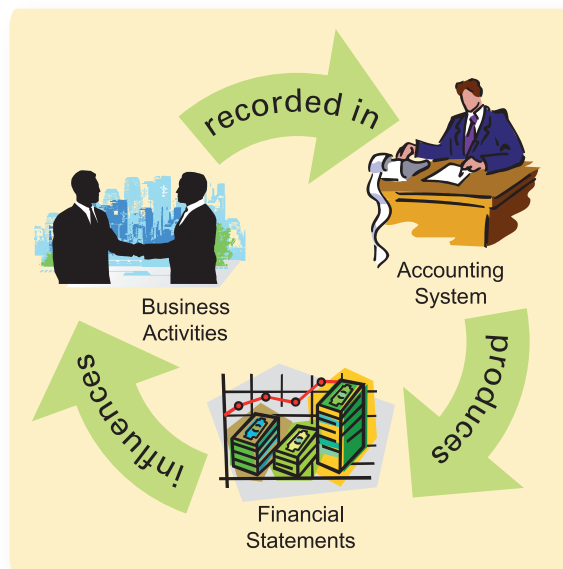 recorded in
Accounting
System
Business
Activities
produces
influences
Financial
Statements